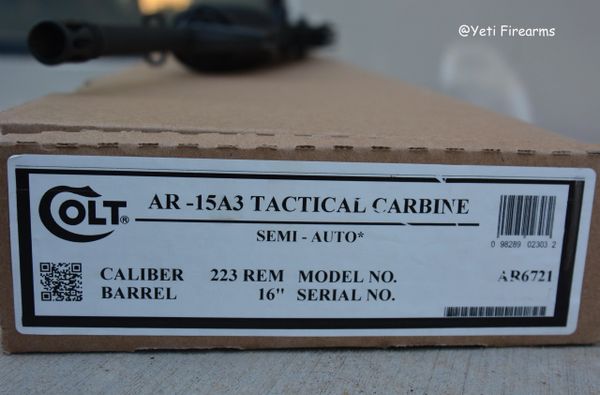 @Yeti Firearms
COLT®
AR -15A3 TACTICAL CARBINE
SEMI - AUTO*
0 98289 02303 2
CALIBER 223 REM MODEL NO. AR6721
BARREL 16" SERIAL NO.